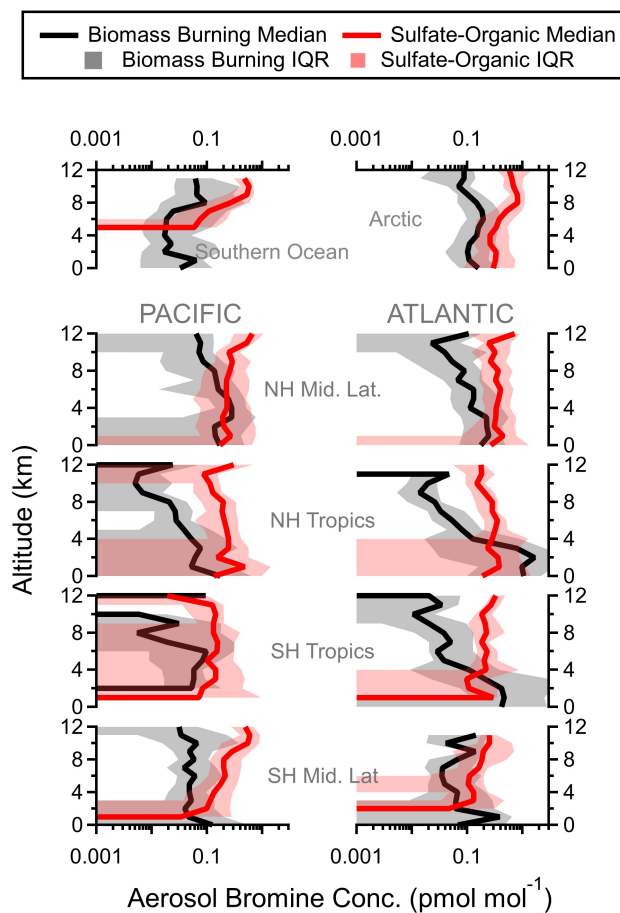 Biomass Burning Median Sulfate-Organic Median
Biomass Burning IQR Sulfate-Organic IQR
0.001 0.1 0.001 0.1
12 12
8 8
4 4
0 0
Southern Ocean Arctic
PACIFIC ATLANTIC
12 12
8 8
4 4
0 0
NH Mid. Lat.
12 12
8 8
4 4
0 0
NH Tropics
12 12
8 8
4 4
0 0
SH Tropics
12 12
8 8
4 4
0 0
SH Mid. Lat
0.001 0.1 0.001 0.1
Altitude (km)
Aerosol Bromine Conc. (pmol mol⁻¹)